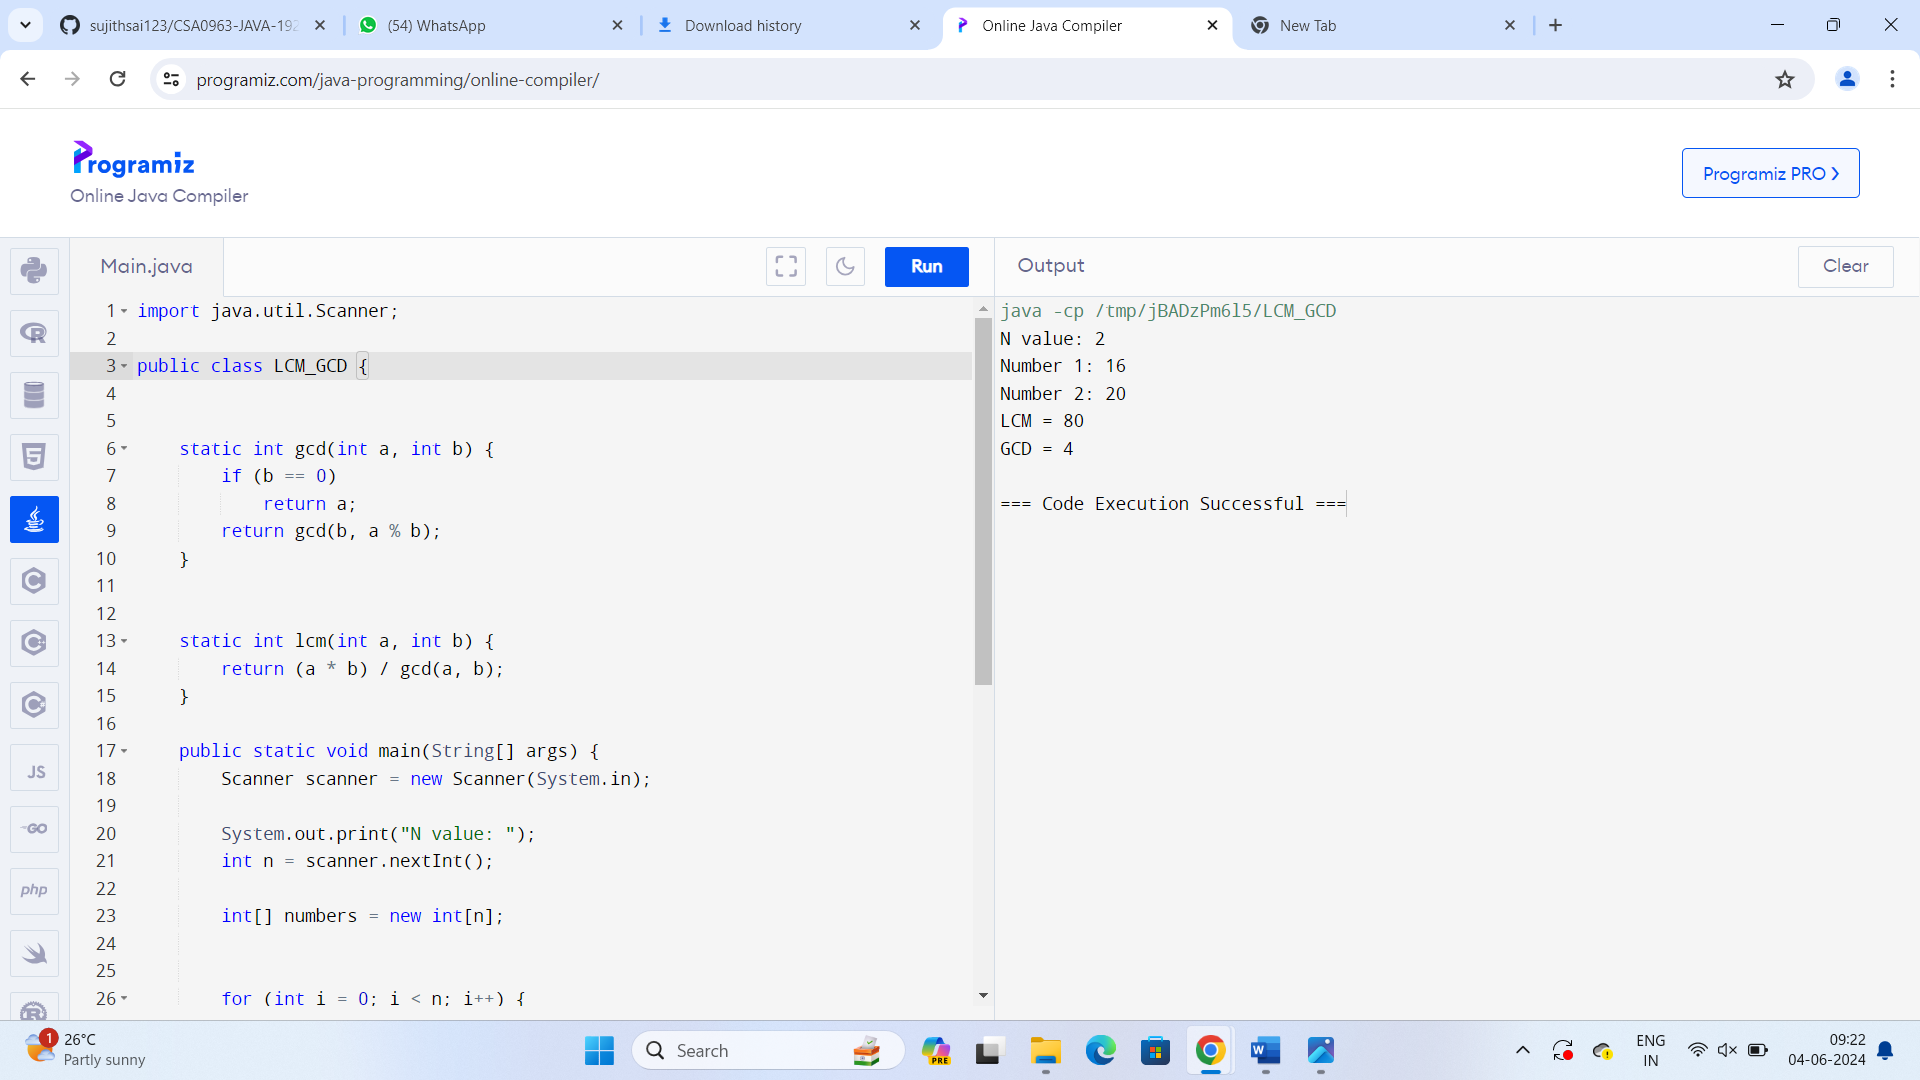 sujithsai123/CSA0963-JAVA-192
(54) WhatsApp
Download history
Online Java Compiler
New Tab
programiz.com/java-programming/online-compiler/
Programiz
Online Java Compiler
Programiz PRO
Main.java
Run
Output
Clear
1 import java.util.Scanner;
2
3 public class LCM_GCD {
4
5
6 static int gcd(int a, int b) {
7 if (b == 0)
8 return a;
9 return gcd(b, a % b);
10 }
11
12
13 static int lcm(int a, int b) {
14 return (a * b) / gcd(a, b);
15 }
16
17 public static void main(String[] args) {
18 Scanner scanner = new Scanner(System.in);
19
20 System.out.print("N value: ");
21 int n = scanner.nextInt();
22
23 int[] numbers = new int[n];
24
25
26 for (int i = 0; i < n; i++) {
java -cp /tmp/jBADzPm6l5/LCM_GCD
N value: 2
Number 1: 16
Number 2: 20
LCM = 80
GCD = 4
=== Code Execution Successful ===
R
5
C
C
C
JS
GO
php
R
1
26°C
Partly sunny
Search
PRE
W
ENG
IN
09:22
04-06-2024